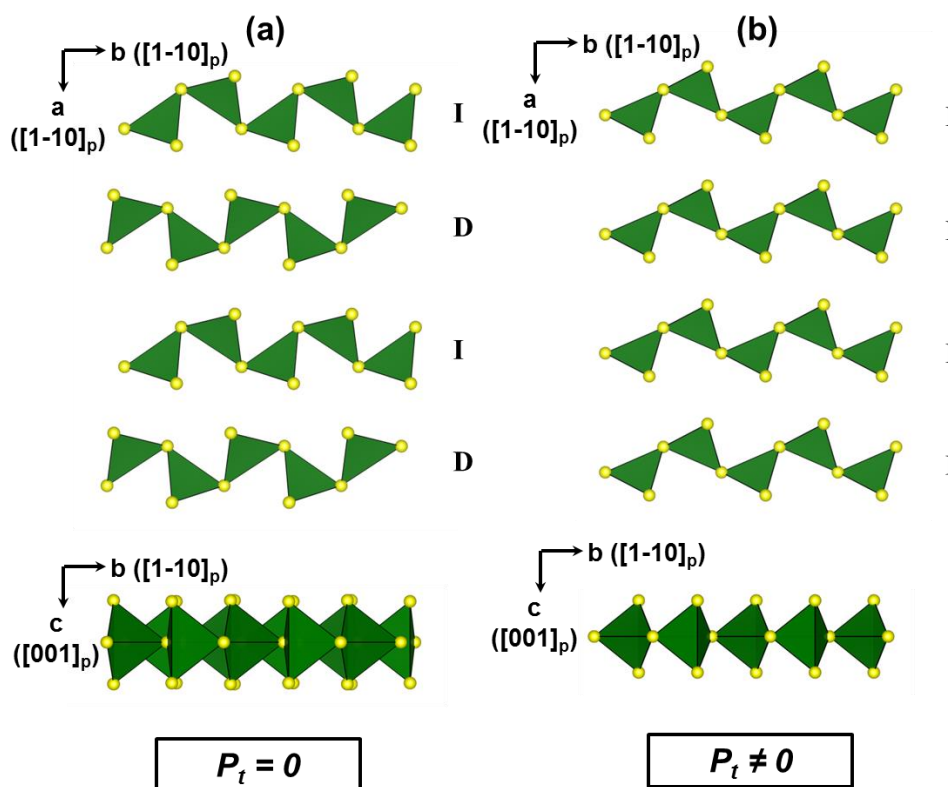 (a)
b ([1-10]ₚ)
a
([1-10]ₚ)
I
D
I
D
b ([1-10]ₚ)
c
([001]ₚ)
Pₜ = 0
(b)
b ([1-10]ₚ)
a
([1-10]ₚ)
b ([1-10]ₚ)
c
([001]ₚ)
Pₜ ≠ 0